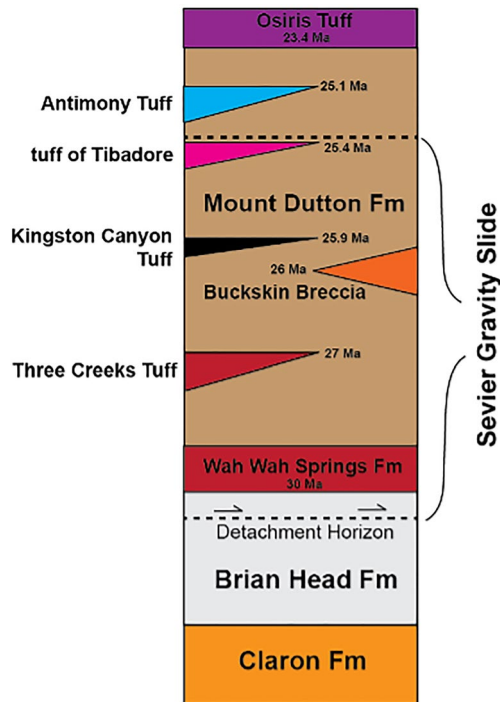 Osiris Tuff
23.4 Ma
25.1 Ma
Antimony Tuff
tuff of Tibadore
25.4 Ma
Mount Dutton Fm
Kingston Canyon
Tuff
25.9 Ma
26 Ma
Buckskin Breccia
Three Creeks Tuff
27 Ma
Wah Wah Springs Fm
30 Ma
Detachment Horizon
Brian Head Fm
Claron Fm
Sevier Gravity Slide